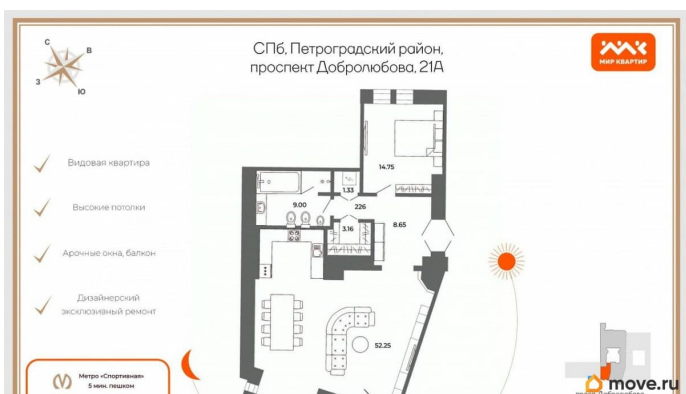 С
В
З
Ю
СПб, Петроградский район,
проспект Добролюбова, 21Д
МИР КВАРТИР
Видовая квартира
Высокие потолки
Арочные окна, балкон
Дизайнерский
эксклюзивный ремонт
14.75
1.33
9.00
226
3.16
8.65
52.25
Метро «Спортивная»
5 мин. пешком
move.ru